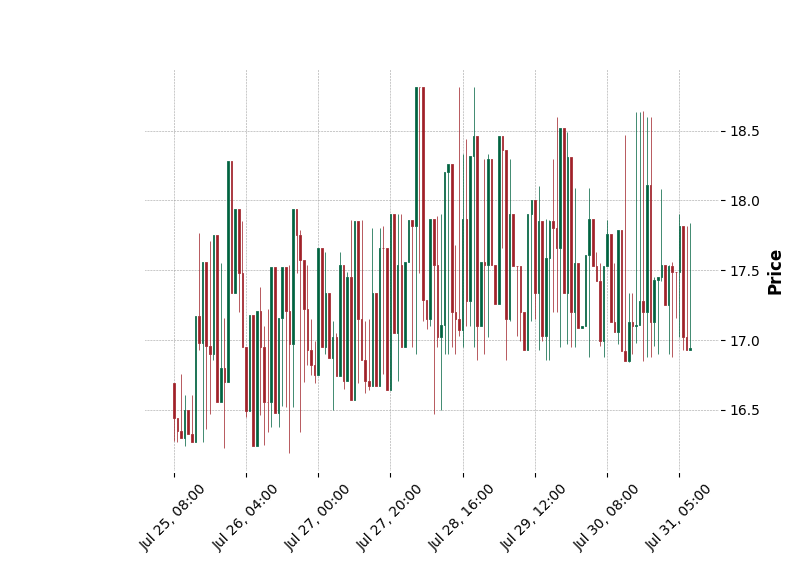 18.5
18.0
17.5
17.0
16.5
Price
Jul 25, 08:00
Jul 26, 04:00
Jul 27, 00:00
Jul 27, 20:00
Jul 28, 16:00
Jul 29, 12:00
Jul 30, 08:00
Jul 31, 05:00